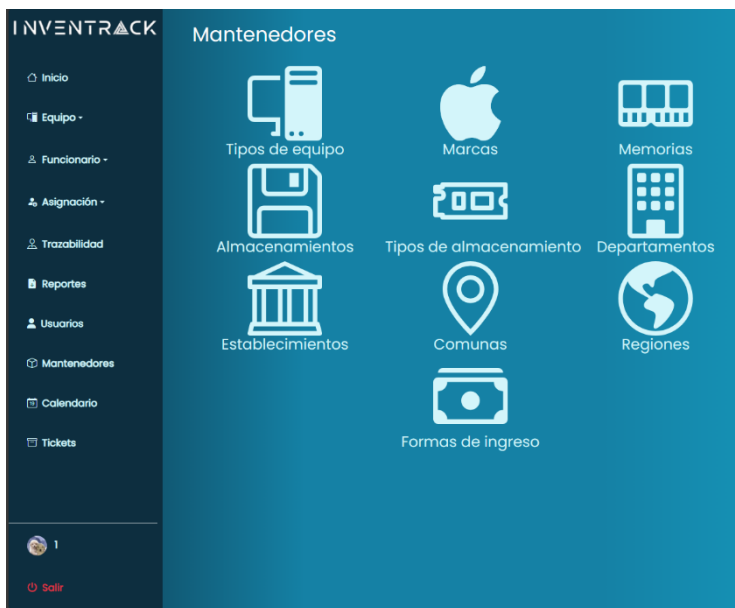 INVENTRACK
Inicio
Equipo
Funcionario
Asignación
Trazabilidad
Reportes
Usuarios
Mantenedores
Calendario
Tickets
1
Salir
Mantenedores
Tipos de equipo
Marcas
Memorias
Almacenamientos
Tipos de almacenamiento
Departamentos
Establecimientos
Comunas
Regiones
Formas de ingreso